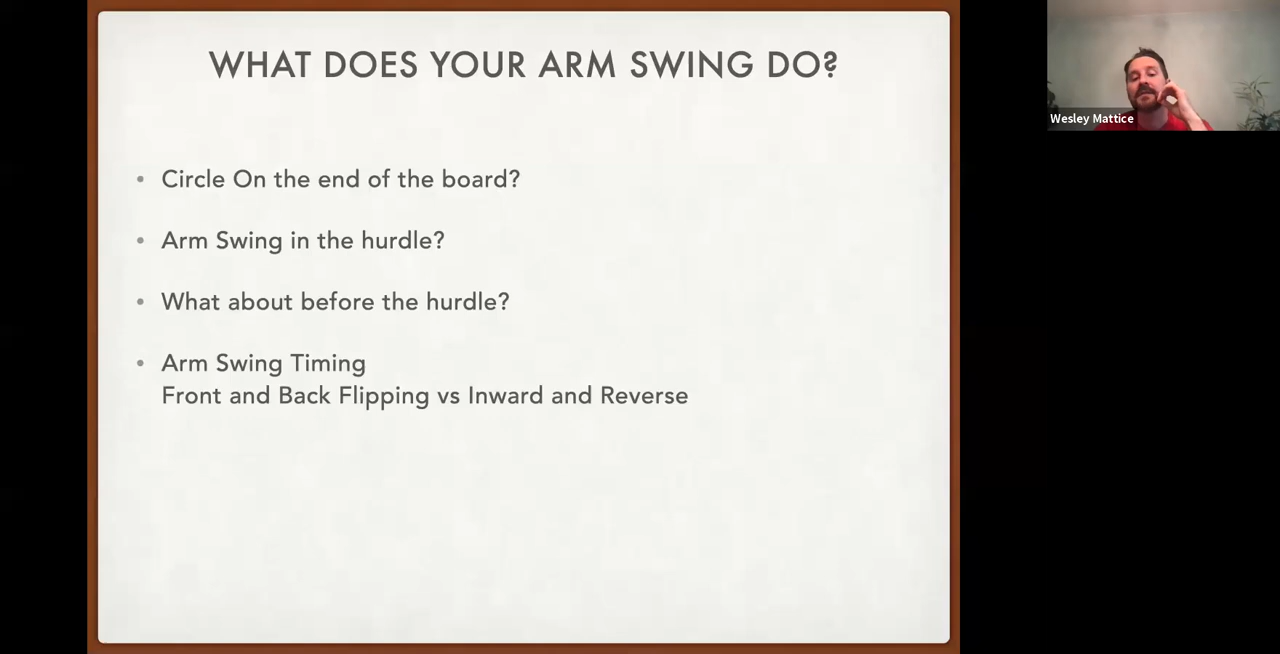 WHAT DOES YOUR ARM SWING DO?
• Circle On the end of the board?
• Arm Swing in the hurdle?
• What about before the hurdle?
• Arm Swing Timing
Front and Back Flipping vs Inward and Reverse
Wesley Mattice